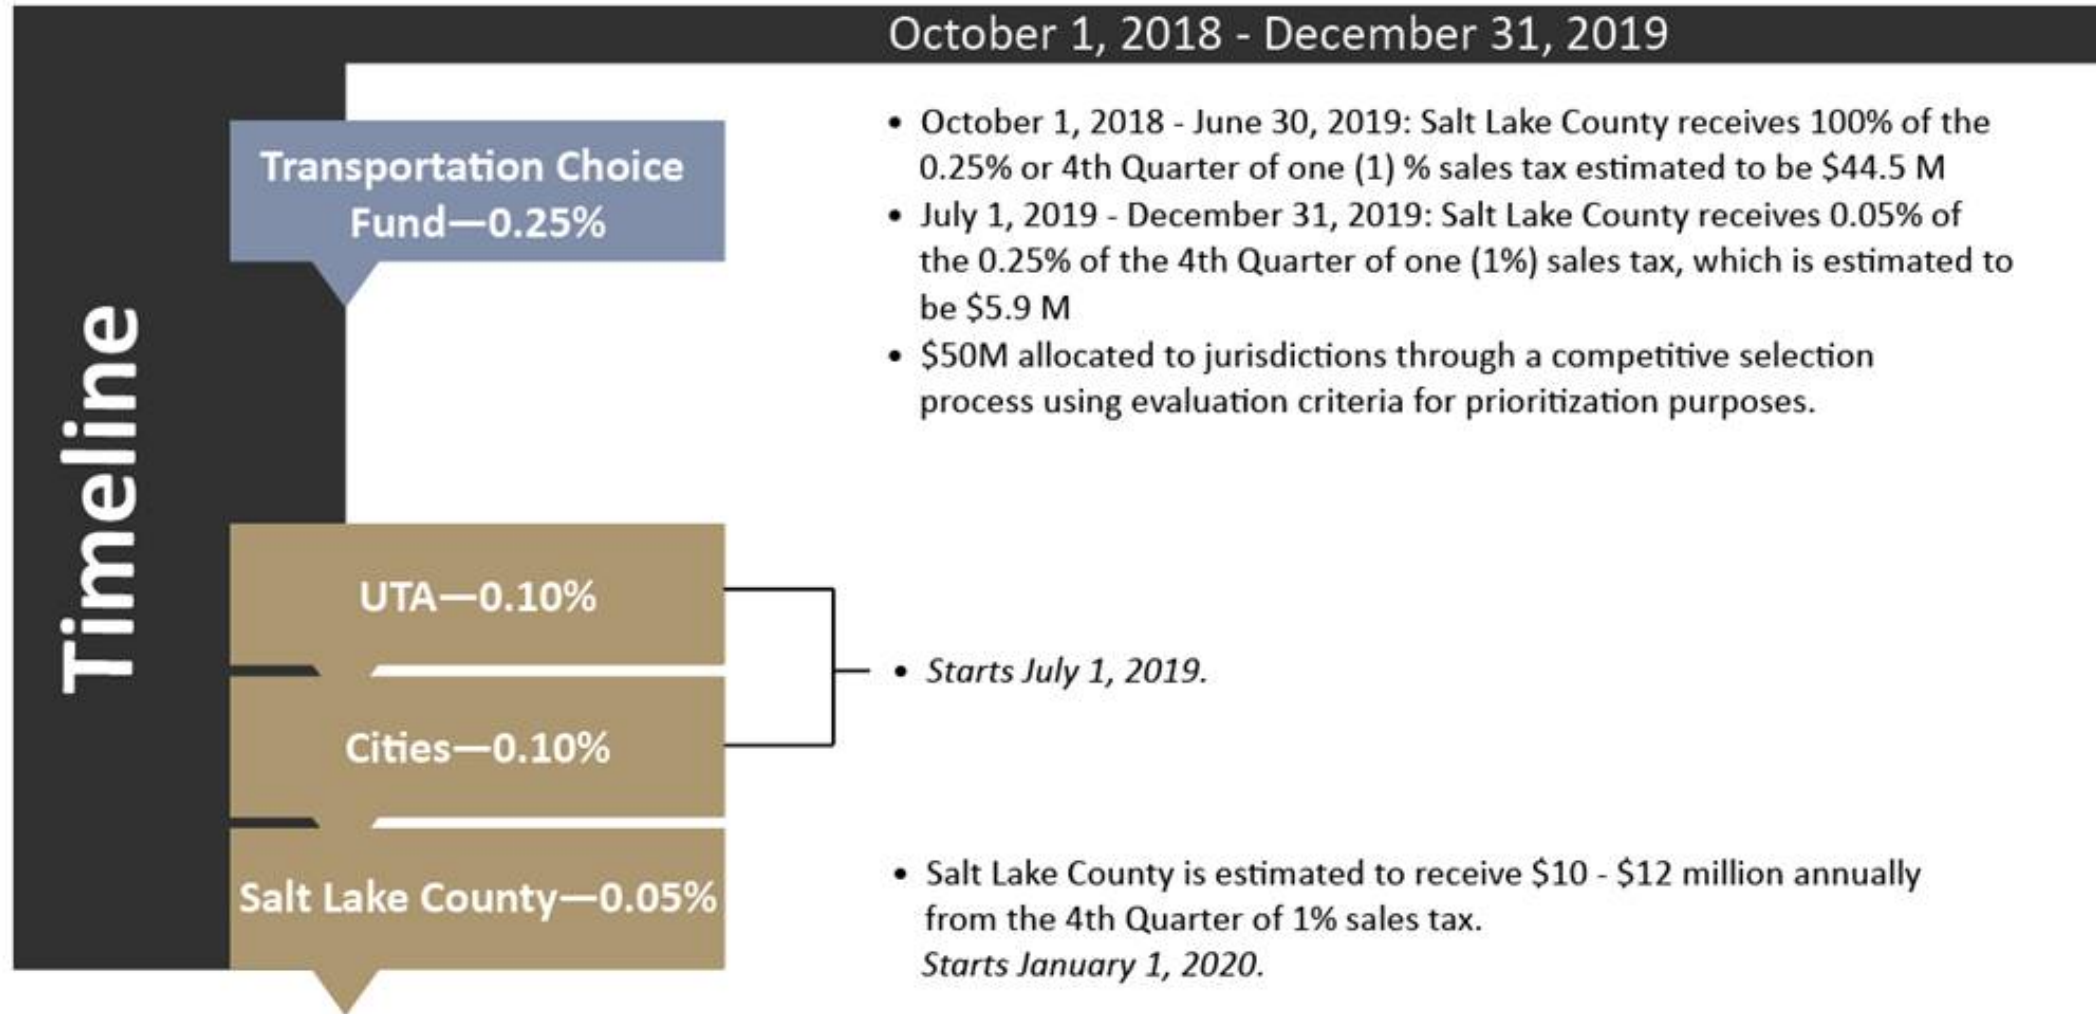 October 1, 2018 - December 31, 2019
Timeline
Transportation Choice
Fund—0.25%
• October 1, 2018 - June 30, 2019: Salt Lake County receives 100% of the
0.25% or 4th Quarter of one (1) % sales tax estimated to be $44.5 M
• July 1, 2019 - December 31, 2019: Salt Lake County receives 0.05% of
the 0.25% of the 4th Quarter of one (1%) sales tax, which is estimated to
be $5.9 M
• $50M allocated to jurisdictions through a competitive selection
process using evaluation criteria for prioritization purposes.
UTA—0.10%
Cities—0.10%
• Starts July 1, 2019.
Salt Lake County—0.05%
• Salt Lake County is estimated to receive $10 - $12 million annually
from the 4th Quarter of 1% sales tax.
Starts January 1, 2020.